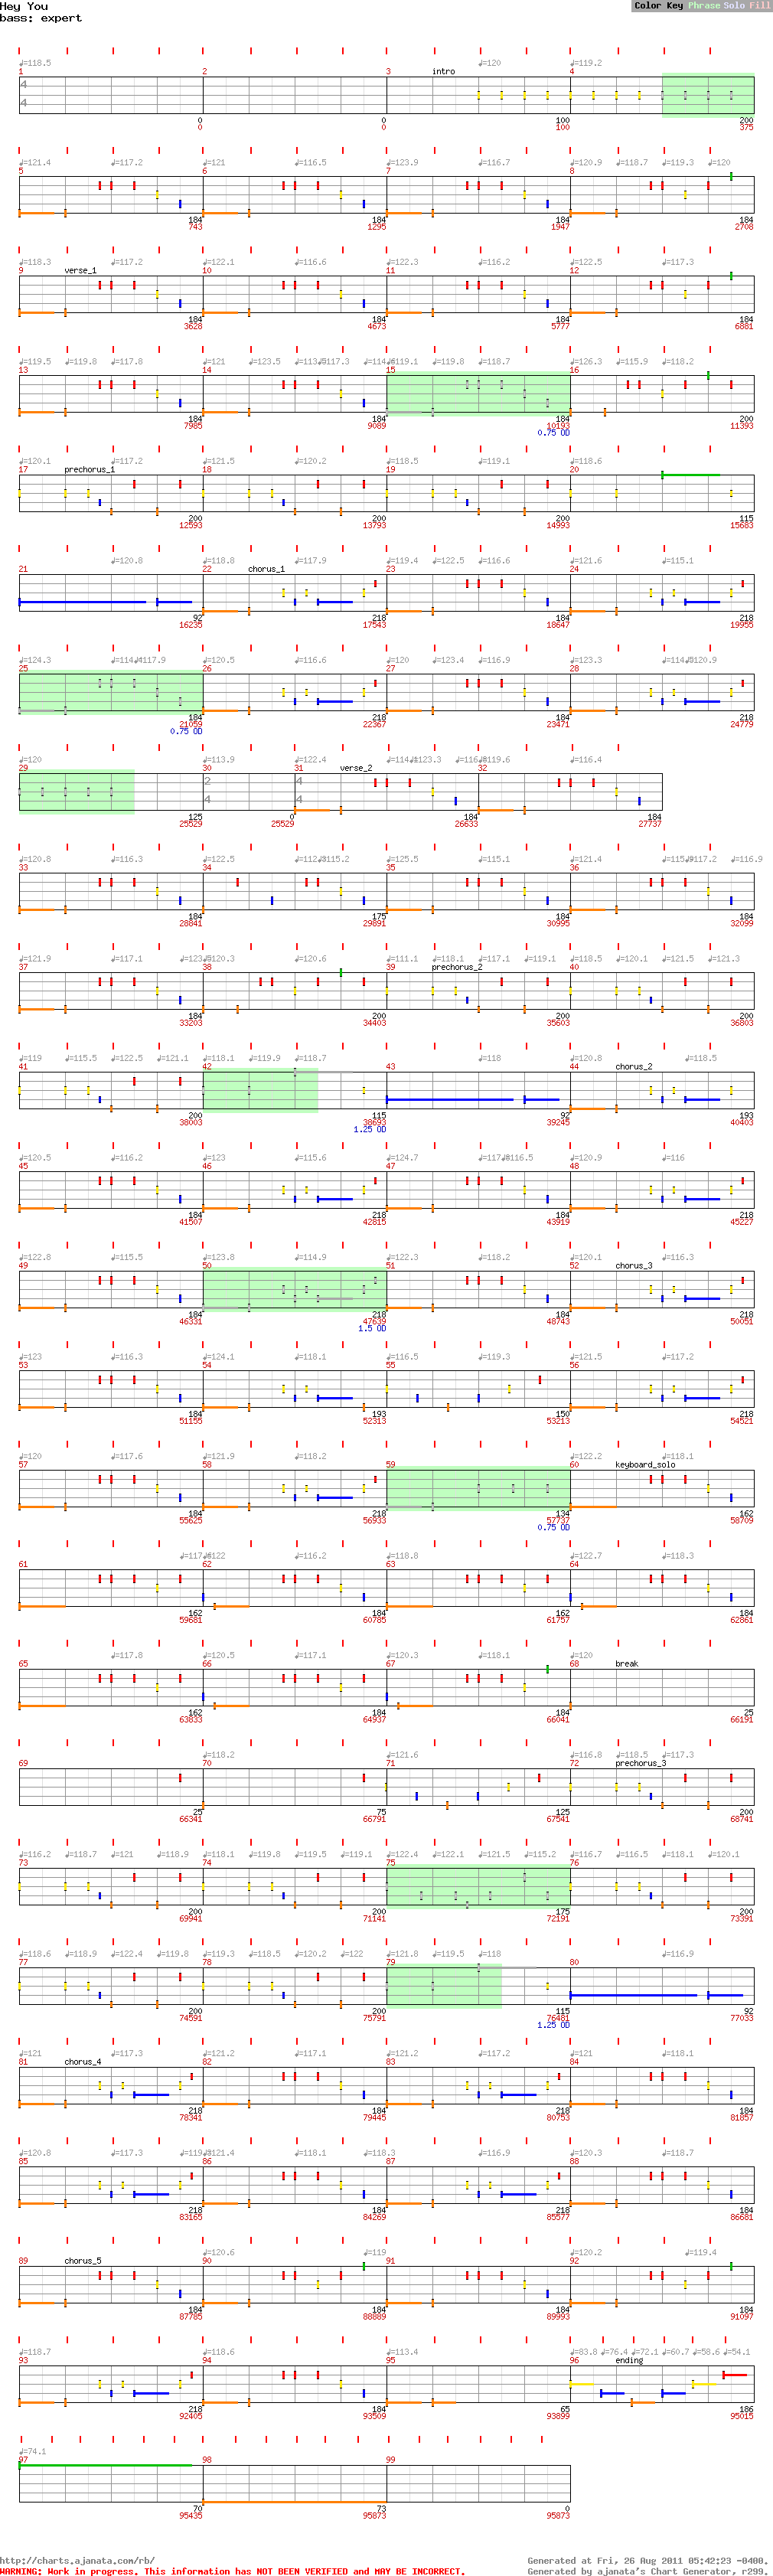 Hey You
bass: expert
Color Key Phrase Solo Fill
♩=118.5 ♩=120 ♩=119.2
1 2 3 intro 4
4
4
0 0 100 200
0 0 100 375
♩=121.4 ♩=117.2 ♩=121 ♩=116.5 ♩=123.9 ♩=116.7 ♩=120.9 ♩=118.7 ♩=119.3 ♩=120
5 6 7 8
184 184 184 184
743 1295 1947 2708
♩=118.3 ♩=117.2 ♩=122.1 ♩=116.6 ♩=122.3 ♩=116.2 ♩=122.5 ♩=117.3
9 verse_1 10 11 12
184 184 184 184
3628 4673 5777 6881
♩=119.5 ♩=119.8 ♩=117.8 ♩=121 ♩=123.5 ♩=117.3 ♩=119.1 ♩=119.8 ♩=118.7 ♩=126.3 ♩=115.9 ♩=118.2
13 14 15 16
184 184 184 200
7985 9089 10193 11393
0.75 OD
♩=120.1 ♩=117.2 ♩=121.5 ♩=120.2 ♩=118.5 ♩=119.1 ♩=118.6
17 prechorus_1 18 19 20
200 200 200 115
12593 13793 14993 15683
♩=120.8 ♩=118.8 ♩=117.9 ♩=119.4 ♩=122.5 ♩=116.6 ♩=121.6 ♩=115.1
21 22 chorus_1 23 24
92 218 184 218
16235 17543 18647 19955
♩=124.3 ♩=117.9 ♩=120.5 ♩=116.6 ♩=120 ♩=123.4 ♩=116.9 ♩=123.3 ♩=120.9
25 26 27 28
184 218 184 218
21059 22367 23471 24779
0.75 OD
♩=120 ♩=113.9 ♩=122.4 ♩=123.3 ♩=119.6 ♩=116.4
29 30 31 verse_2 32
2 4
4 4
125 0 184 184
25529 25529 26633 27737
♩=120.8 ♩=116.3 ♩=122.5 ♩=115.2 ♩=125.5 ♩=115.1 ♩=121.4 ♩=117.2 ♩=116.9
33 34 35 36
184 175 184 184
28841 29891 30995 32099
♩=121.9 ♩=117.1 ♩=120.3 ♩=120.6 ♩=111.1 ♩=118.1 ♩=117.1 ♩=119.1 ♩=118.5 ♩=120.1 ♩=121.5 ♩=121.3
37 38 39 prechorus_2 40
184 200 200 200
33203 34403 35603 36803
♩=119 ♩=115.5 ♩=122.5 ♩=121.1 ♩=118.1 ♩=119.9 ♩=118.7 ♩=118 ♩=120.8 ♩=118.5
41 42 43 44 chorus_2
200 115 92 193
38003 38693 39245 40403
1.25 OD
♩=120.5 ♩=116.2 ♩=123 ♩=115.6 ♩=124.7 ♩=116.5 ♩=120.9 ♩=116
45 46 47 48
184 218 184 218
41507 42815 43919 45227
♩=122.8 ♩=115.5 ♩=123.8 ♩=114.9 ♩=122.3 ♩=118.2 ♩=120.1 ♩=116.3
49 50 51 52 chorus_3
184 218 184 218
46331 47639 48743 50051
1.5 OD
♩=123 ♩=116.3 ♩=124.1 ♩=118.1 ♩=116.5 ♩=119.3 ♩=121.5 ♩=117.2
53 54 55 56
184 193 150 218
51155 52313 53213 54521
♩=120 ♩=117.6 ♩=121.9 ♩=118.2 ♩=122.2 ♩=118.1
57 58 59 60 keyboard_solo
184 218 134 162
55625 56933 57737 58709
0.75 OD
♩=122 ♩=116.2 ♩=118.8 ♩=122.7 ♩=118.3
61 62 63 64
162 184 162 184
59681 60785 61757 62861
♩=117.8 ♩=120.5 ♩=117.1 ♩=120.3 ♩=118.1 ♩=120
65 66 67 68 break
162 184 184 25
63833 64937 66041 66191
♩=118.2 ♩=121.6 ♩=116.8 ♩=118.5 ♩=117.3
69 70 71 72 prechorus_3
25 75 125 200
66341 66791 67541 68741
♩=116.2 ♩=118.7 ♩=121 ♩=118.9 ♩=118.1 ♩=119.8 ♩=119.5 ♩=119.1 ♩=122.4 ♩=122.1 ♩=121.5 ♩=115.2 ♩=116.7 ♩=116.5 ♩=118.1 ♩=120.1
73 74 75 76
200 200 175 200
69941 71141 72191 73391
♩=118.6 ♩=118.9 ♩=122.4 ♩=119.8 ♩=119.3 ♩=118.5 ♩=120.2 ♩=122 ♩=121.8 ♩=119.5 ♩=118 ♩=116.9
77 78 79 80
200 200 115 92
74591 75791 76481 77033
1.25 OD
♩=121 ♩=117.3 ♩=121.2 ♩=117.1 ♩=121.2 ♩=117.2 ♩=121 ♩=118.1
81 chorus_4 82 83 84
218 184 218 184
78341 79445 80753 81857
♩=120.8 ♩=117.3 ♩=121.4 ♩=118.1 ♩=118.3 ♩=116.9 ♩=120.3 ♩=118.7
85 86 87 88
218 184 218 184
83165 84269 85577 86681
♩=120.6 ♩=119 ♩=120.2 ♩=119.4
89 chorus_5 90 91 92
184 184 184 184
87785 88889 89993 91097
♩=118.7 ♩=118.6 ♩=113.4 ♩=83.8 ♩=76.4 ♩=72.1 ♩=60.7 ♩=58.6 ♩=54.1
93 94 95 96 ending
218 184 65 186
92405 93509 93899 95015
♩=74.1
97 98 99
70 73 0
95435 95873 95873
http://charts.ajanata.com/rb/ Generated at Fri, 26 Aug 2011 05:42:23 -0400.
WARNING: Work in progress. This information has NOT BEEN VERIFIED and MAY BE INCORRECT. Generated by ajanata's Chart Generator, r299.